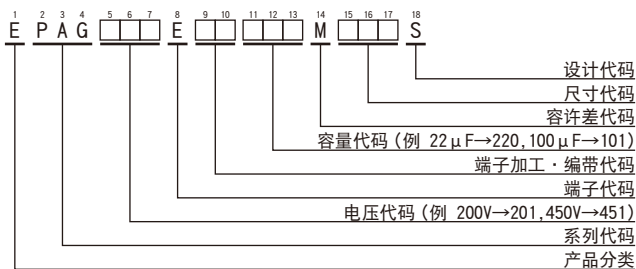 1 2 3 4 5 6 7 8 9 10 11 12 13 14 15 16 17 18
E P A G □□□ E □□ □□□ M □□□ S
设计代码
尺寸代码
容许差代码
容量代码 (例 22μF→220,100μF→101)
端子加工・编带代码
端子代码
电压代码 (例 200V→201,450V→451)
系列代码
产品分类